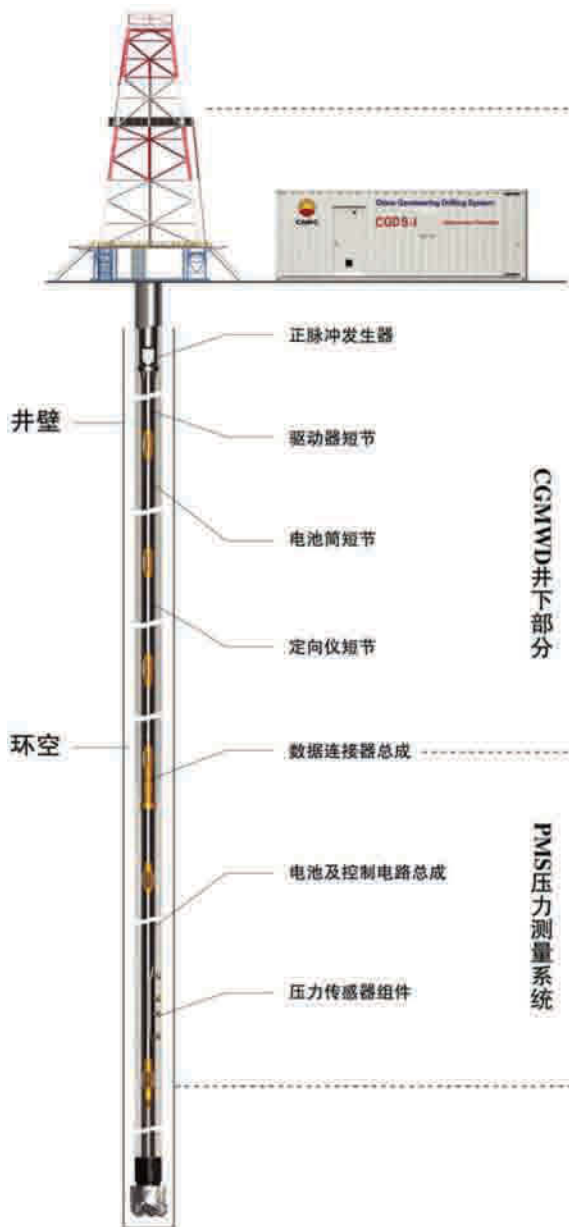 China Geosteering Drilling System
CNPC
CGDS-I
正脉冲发生器
井壁
驱动器短节
电池筒短节
定向仪短节
CGMWD井下部分
环空
数据连接器总成
电池及控制电路总成
压力传感器组件
PMS压力测量系统